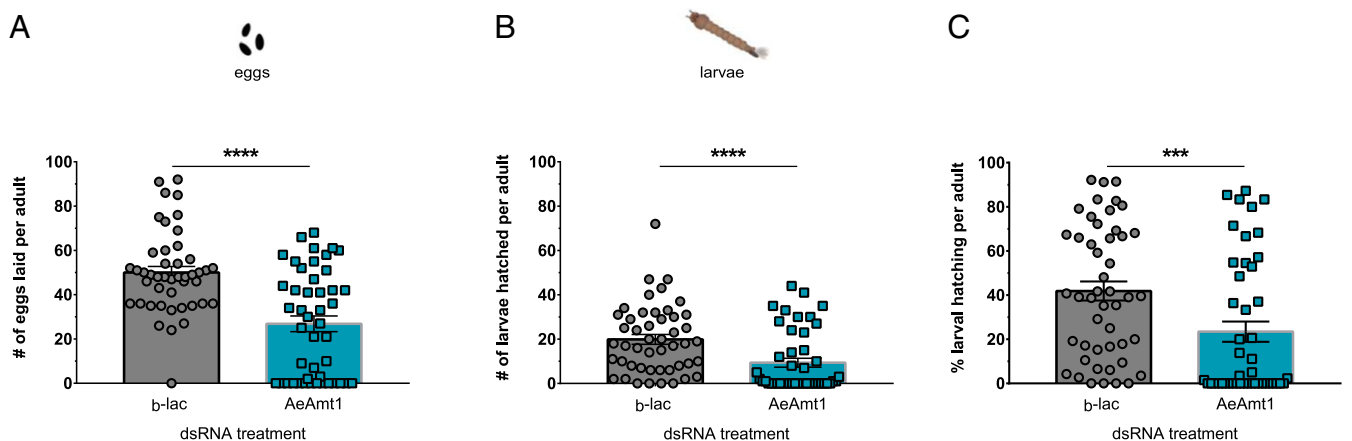 A
eggs
****
# of eggs laid per adult
100
80
60
40
20
0
b-lac
AeAmt1
dsRNA treatment
B
larvae
****
# of larvae hatched per adult
100
80
60
40
20
0
b-lac
AeAmt1
dsRNA treatment
C
***
% larval hatching per adult
100
80
60
40
20
0
b-lac
AeAmt1
dsRNA treatment